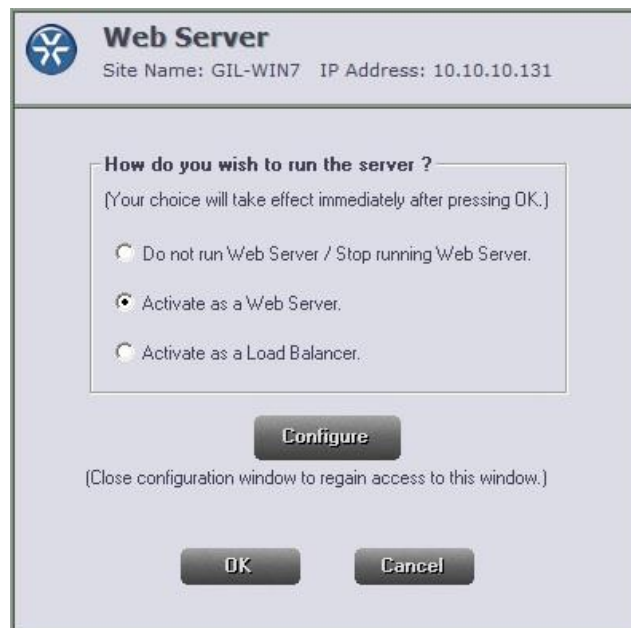 Web Server
Site Name: GIL-WIN7 IP Address: 10.10.10.131
How do you wish to run the server ?
(Your choice will take effect immediately after pressing OK.)
Do not run Web Server / Stop running Web Server.
Activate as a Web Server.
Activate as a Load Balancer.
Configure
(Close configuration window to regain access to this window.)
OK Cancel